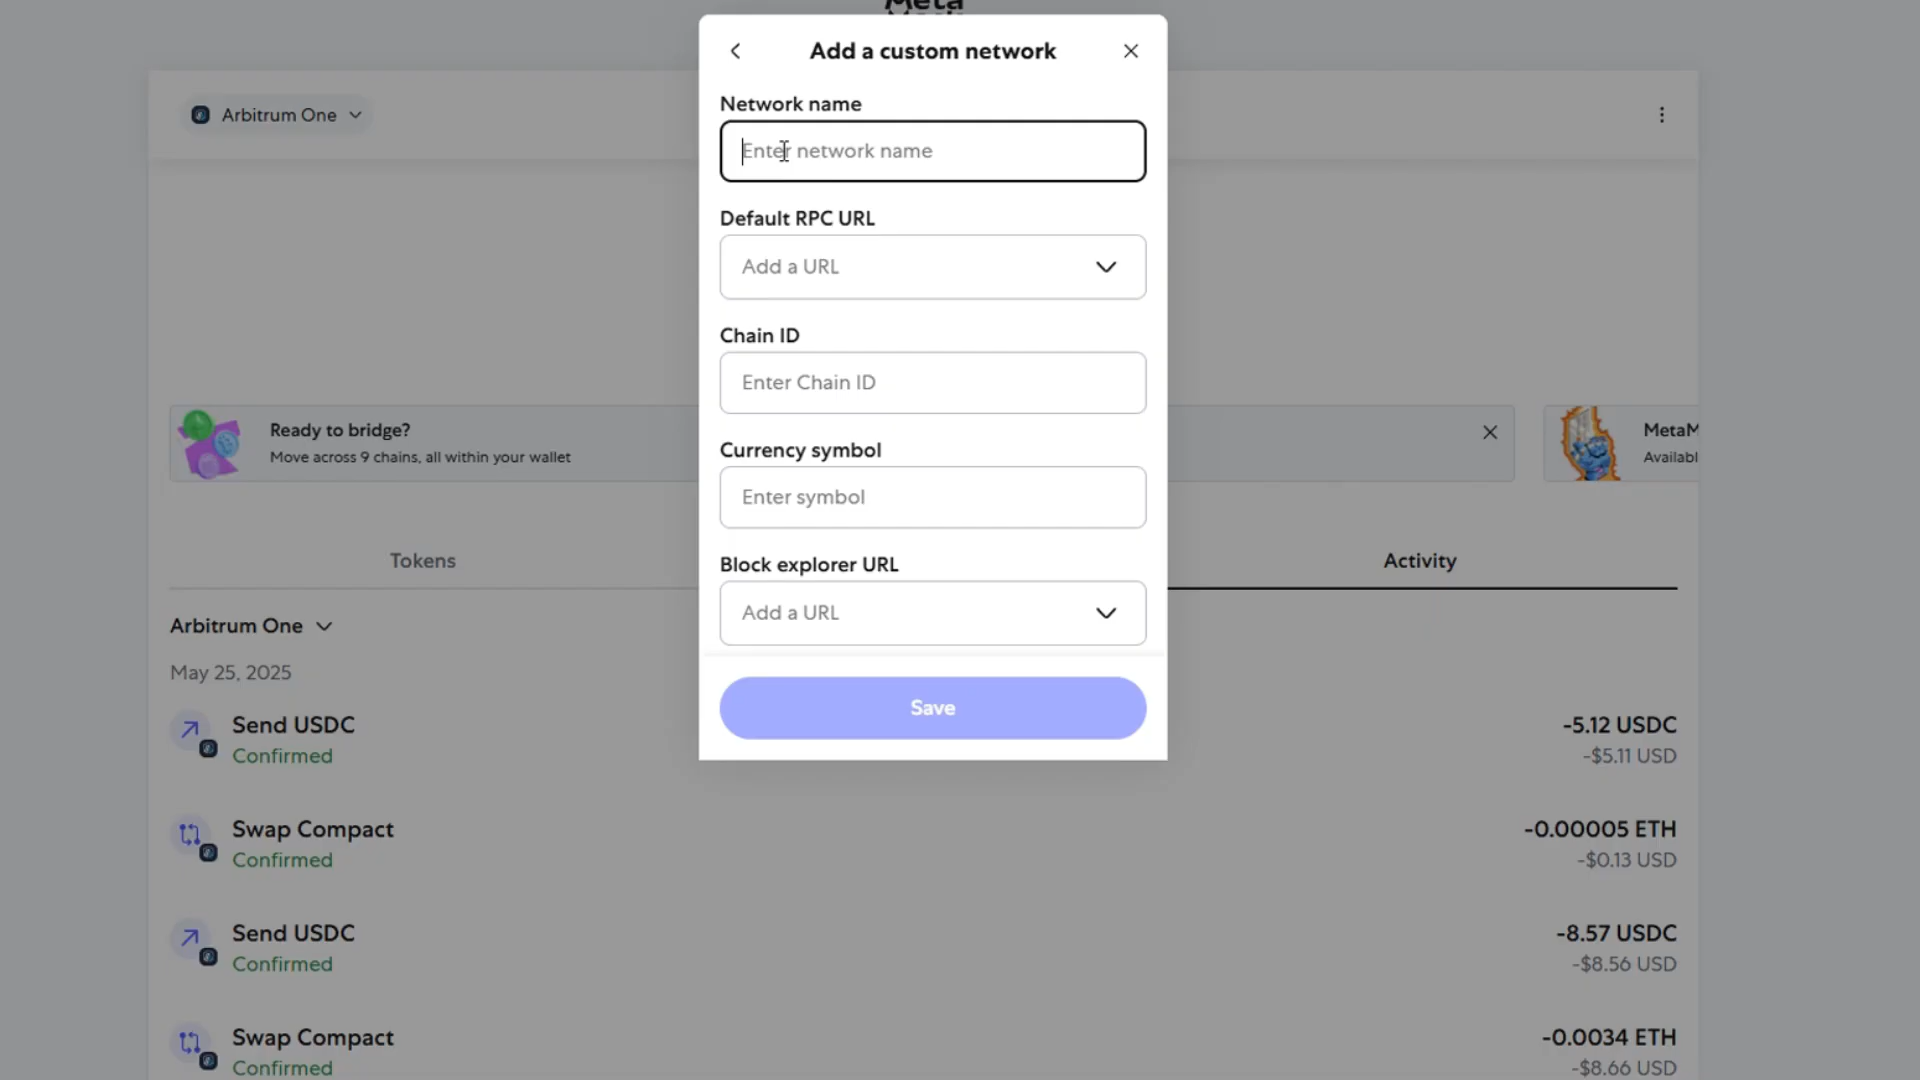 Meta
Add a custom network
Arbitrum One
Network name
Enter network name
Default RPC URL
Add a URL
Chain ID
Enter Chain ID
Ready to bridge?
Move across 9 chains, all within your wallet
MetaM
Availabl
Currency symbol
Enter symbol
Tokens
Activity
Block explorer URL
Add a URL
Arbitrum One
May 25, 2025
Save
Send USDC
-5.12 USDC
Confirmed
-$5.11 USD
Swap Compact
-0.00005 ETH
Confirmed
-$0.13 USD
Send USDC
-8.57 USDC
Confirmed
-$8.56 USD
Swap Compact
-0.0034 ETH
Confirmed
-$8.66 USD